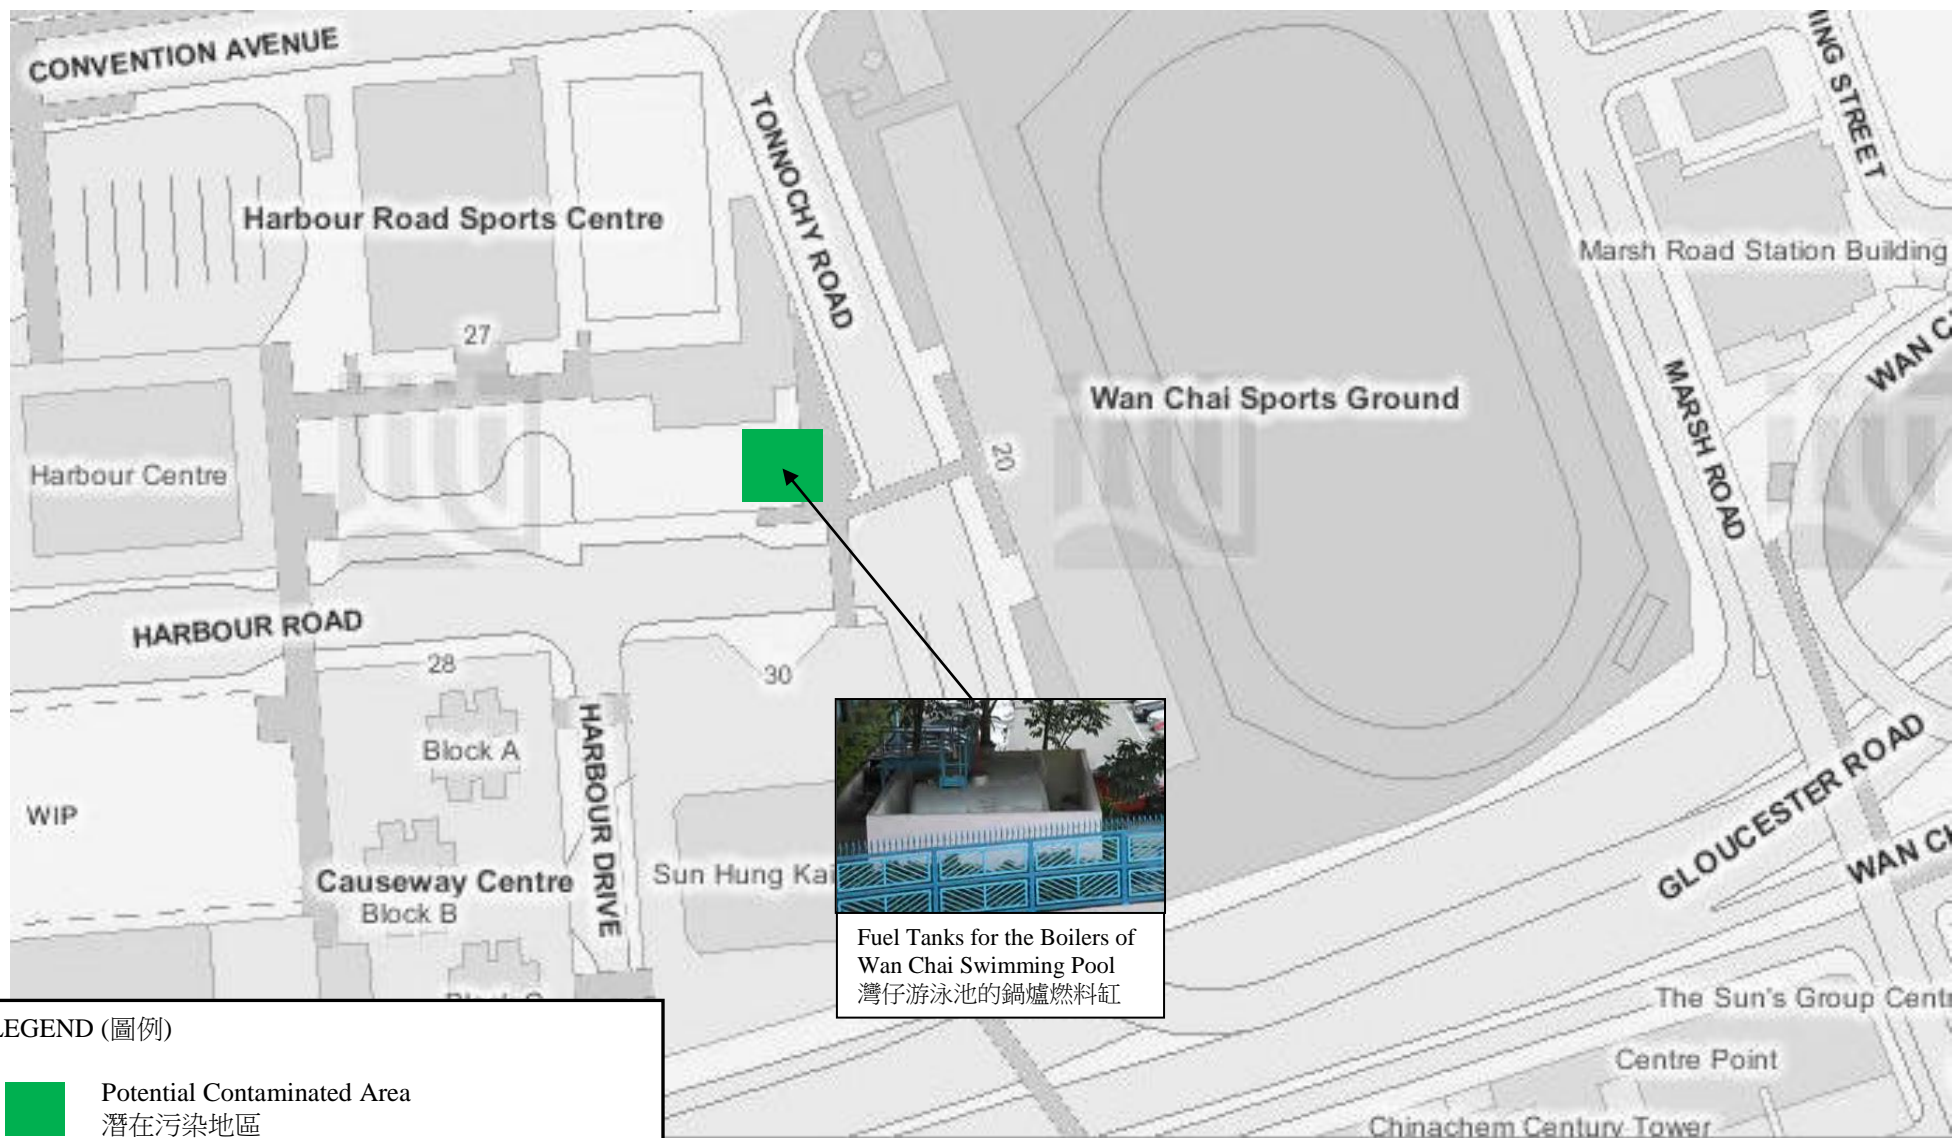 CONVENTION AVENUE
TONNOCHY ROAD
STREET
Harbour Road Sports Centre
Marsh Road Station Building
27
WAN
Wan Chai Sports Ground
MARSH ROAD
20
Harbour Centre
HARBOUR ROAD
28
30
Block A
HARBOUR DRIVE
WIP
GLOUCESTER ROAD
WAN
Causeway Centre
Block B
Sun Hung Kai
Fuel Tanks for the Boilers of
Wan Chai Swimming Pool
灣仔游泳池的鍋爐燃料缸
The Sun's Group
Centre Point
Chinachem Century Tower
LEGEND (圖例)
Potential Contaminated Area
潛在污染地區